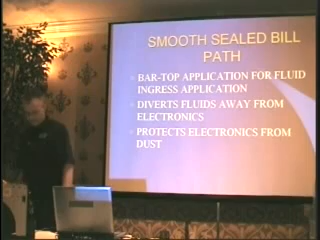 SMOOTH SEALED BILL
PATH
BAR-TOP APPLICATION FOR FLUID
INGRESS APPLICATION
DIVERTS FLUIDS AWAY FROM
ELECTRONICS
PROTECTS ELECTRONICS FROM
DUST